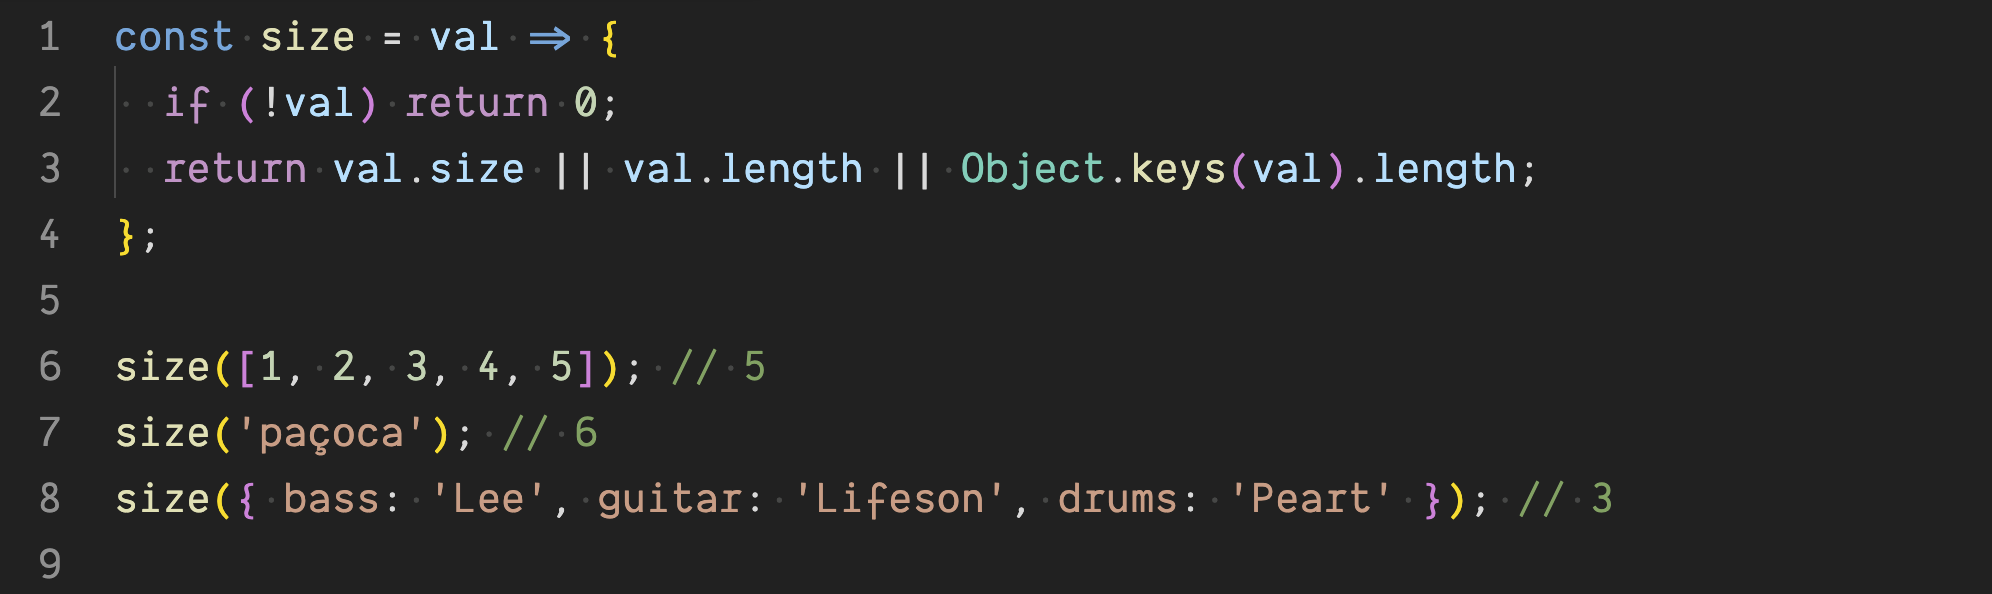 1 const size = val => {
2   if (!val) return 0;
3   return val.size || val.length || Object.keys(val).length;
4 };
5
6 size([1, 2, 3, 4, 5]); // 5
7 size('paçoca'); // 6
8 size({ bass: 'Lee', guitar: 'Lifeson', drums: 'Peart' }); // 3
9